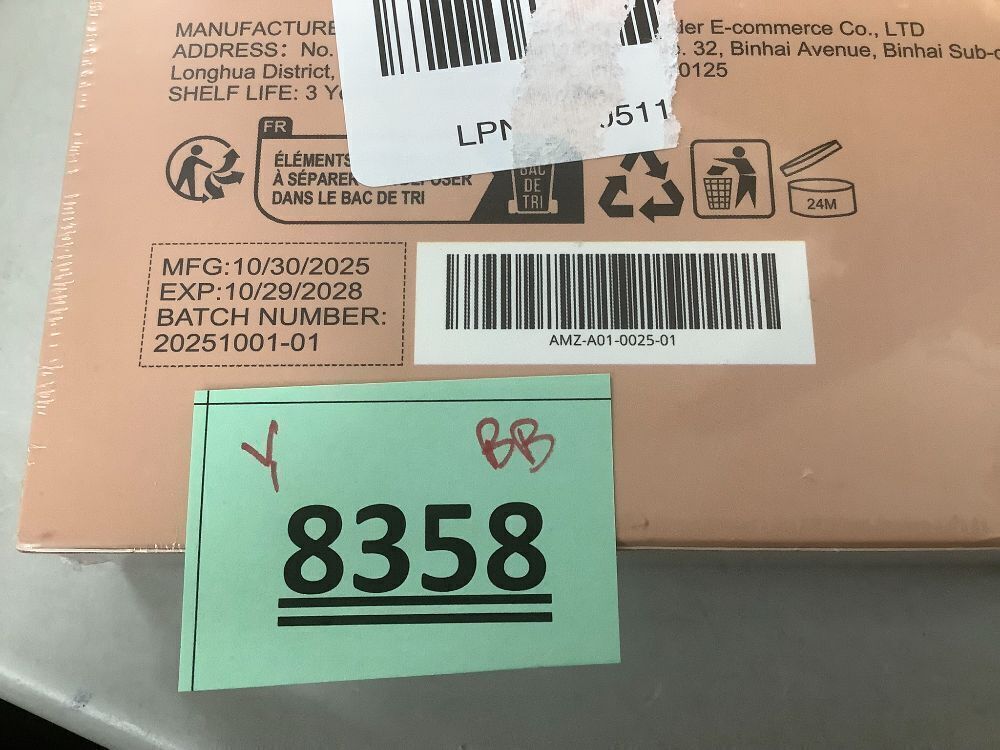 MANUFACTURE der E-commerce Co., LTD
ADDRESS: No. 32, Binhai Avenue, Binhai Sub-
Longhua District, 0125
SHELF LIFE: 3
LPN 0511
FR
ÉLÉMENTS
À SÉPARER DÉPOSER
DANS LE BAC DE TRI
BAC
DE
TRI
24M
MFG:10/30/2025
EXP:10/29/2028
BATCH NUMBER:
20251001-01
AMZ-A01-0025-01
Y BB
8358